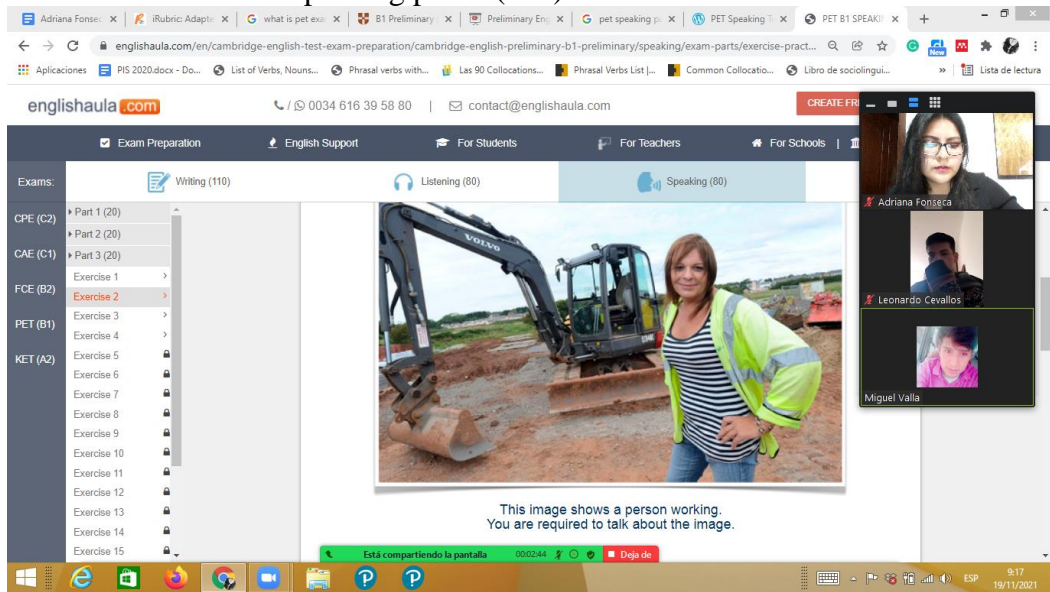 Adriana Fonsec
iRubric: Adapte
what is pet exa
B1 Preliminary
Preliminary Eng
pet speaking p
PET Speaking T
PET B1 SPEAKI
englishaula.com/en/cambridge-english-test-exam-preparation/cambridge-english-preliminary-b1-preliminary/speaking/exam-parts/exercise-pract...
New
Aplicaciones
PIS 2020.docx - Do...
List of Verbs, Nouns...
Phrasal verbs with...
Las 90 Collocations...
Phrasal Verbs List |...
Common Collocatio...
Libro de sociolingui...
»
Lista de lectura
englishaula.com
/ 0034 616 39 58 80 | contact@englishaula.com
CREATE FR
Exam Preparation
English Support
For Students
For Teachers
For Schools
Exams:
Writing (110)
Listening (80)
Speaking (80)
CPE (C2)
CAE (C1)
FCE (B2)
PET (B1)
KET (A2)
Part 1 (20)
Part 2 (20)
Part 3 (20)
Exercise 1
Exercise 2
Exercise 3
Exercise 4
Exercise 5
Exercise 6
Exercise 7
Exercise 8
Exercise 9
Exercise 10
Exercise 11
Exercise 12
Exercise 13
Exercise 14
Exercise 15
VOLVO
This image shows a person working.
You are required to talk about the image.
Adriana Fonseca
Leonardo Cevallos
Miguel Valla
Está compartiendo la pantalla
00:02:44
Deja de
ESP
9:17
19/11/2021